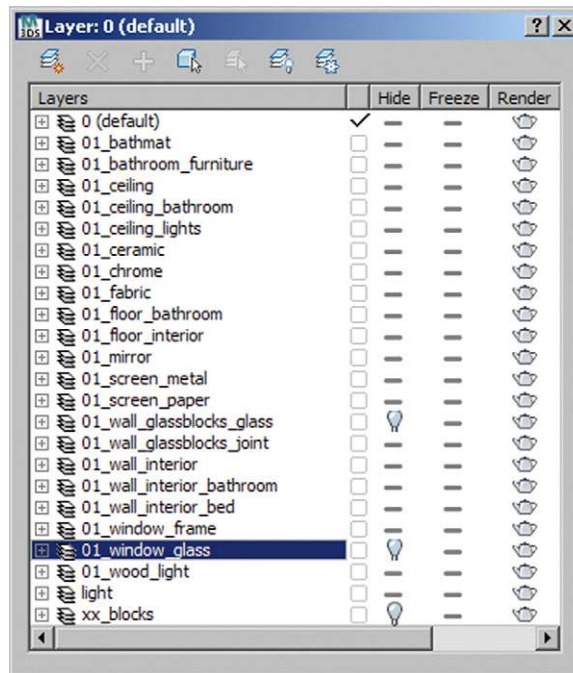 M
3DS Layer: 0 (default) ? X
Layers Hide Freeze Render
0 (default)
01_bathmat
01_bathroom_furniture
01_ceiling
01_ceiling_bathroom
01_ceiling_lights
01_ceramic
01_chrome
01_fabric
01_floor_bathroom
01_floor_interior
01_mirror
01_screen_metal
01_screen_paper
01_wall_glassblocks_glass
01_wall_glassblocks_joint
01_wall_interior
01_wall_interior_bathroom
01_wall_interior_bed
01_window_frame
01_window_glass
01_wood_light
light
xx_blocks